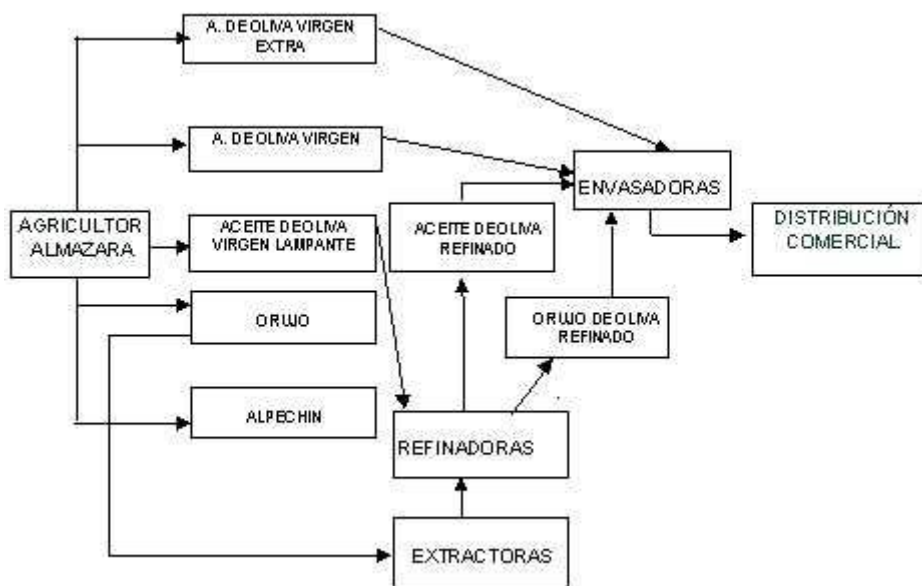 A. DE OLIVA VIRGEN
EXTRA
A. DE OLIVA VIRGEN
ENVASADORAS
AGRICULTOR
ALMAZARA
ACEITE DE OLIVA
VIRGEN LAMPANTE
ACEITE DE OLIVA
REFINADO
DISTRIBUCIÓN
COMERCIAL
ORUJO
ORUJO DE OLIVA
REFINADO
ALPECHIN
REFINADORAS
EXTRACTORAS